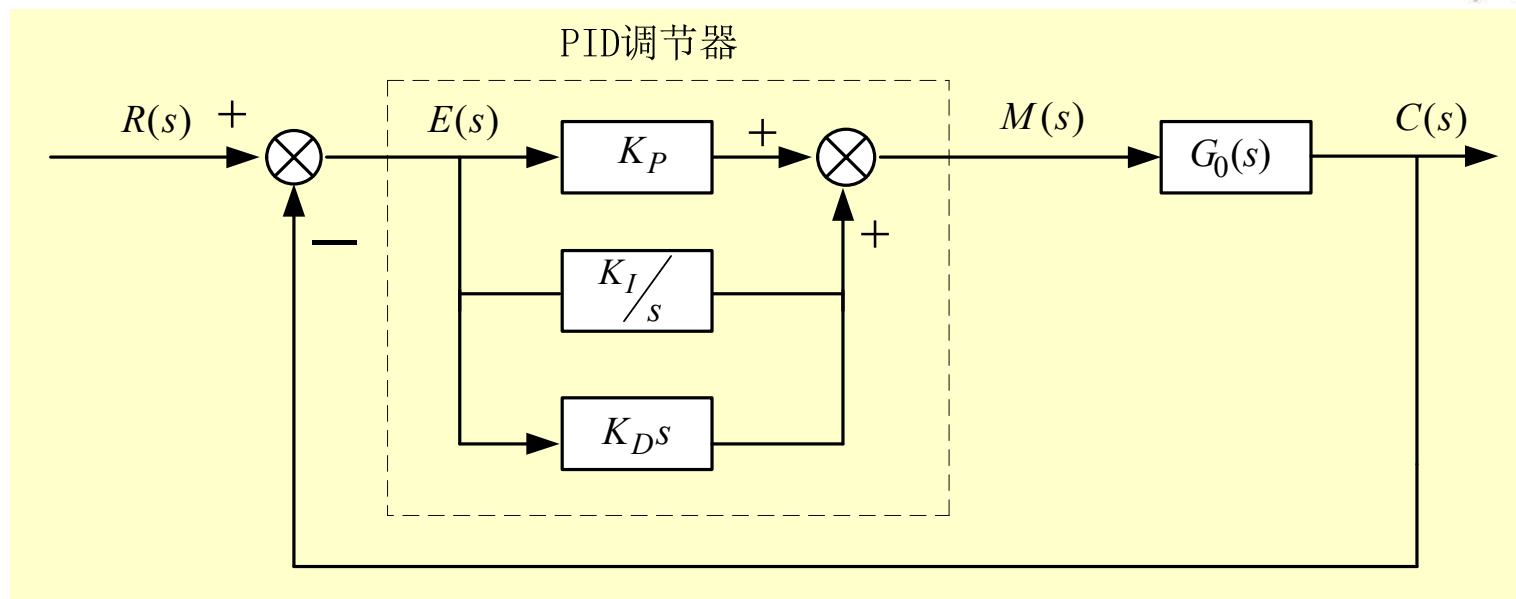 PID调节器
R(s) + E(s) K_P + M(s) G_0(s) C(s)
— +
K_I/s
K_D s